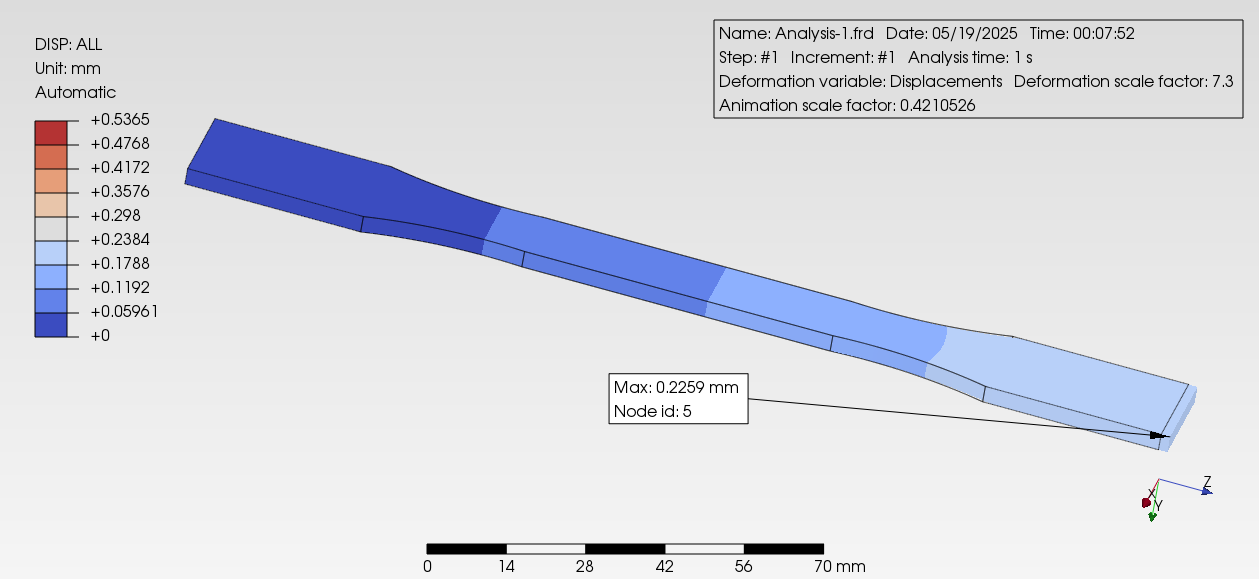 DISP: ALL
Unit: mm
Automatic
+0.5365
+0.4768
+0.4172
+0.3576
+0.298
+0.2384
+0.1788
+0.1192
+0.05961
+0
Name: Analysis-1.frd Date: 05/19/2025 Time: 00:07:52
Step: #1 Increment: #1 Analysis time: 1 s
Deformation variable: Displacements Deformation scale factor: 7.3
Animation scale factor: 0.4210526
Max: 0.2259 mm
Node id: 5
Z
X
Y
0 14 28 42 56 70 mm